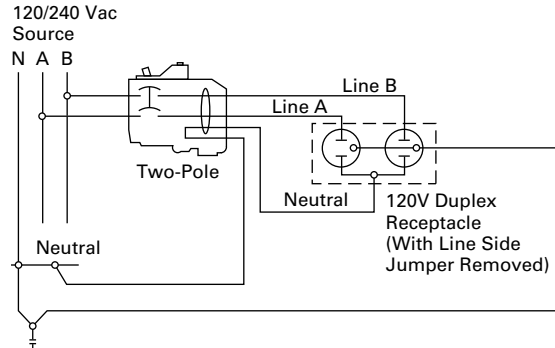 120/240 Vac
Source
N A B
Line B
Line A
Two-Pole
Neutral
120V Duplex
Receptacle
(With Line Side
Jumper Removed)
Neutral